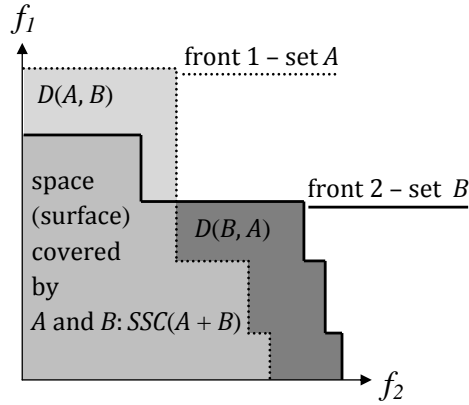 f₁
front 1 – set A
D(A, B)
space
(surface)
covered
by
A and B: SSC(A + B)
D(B, A)
front 2 – set B
f₂